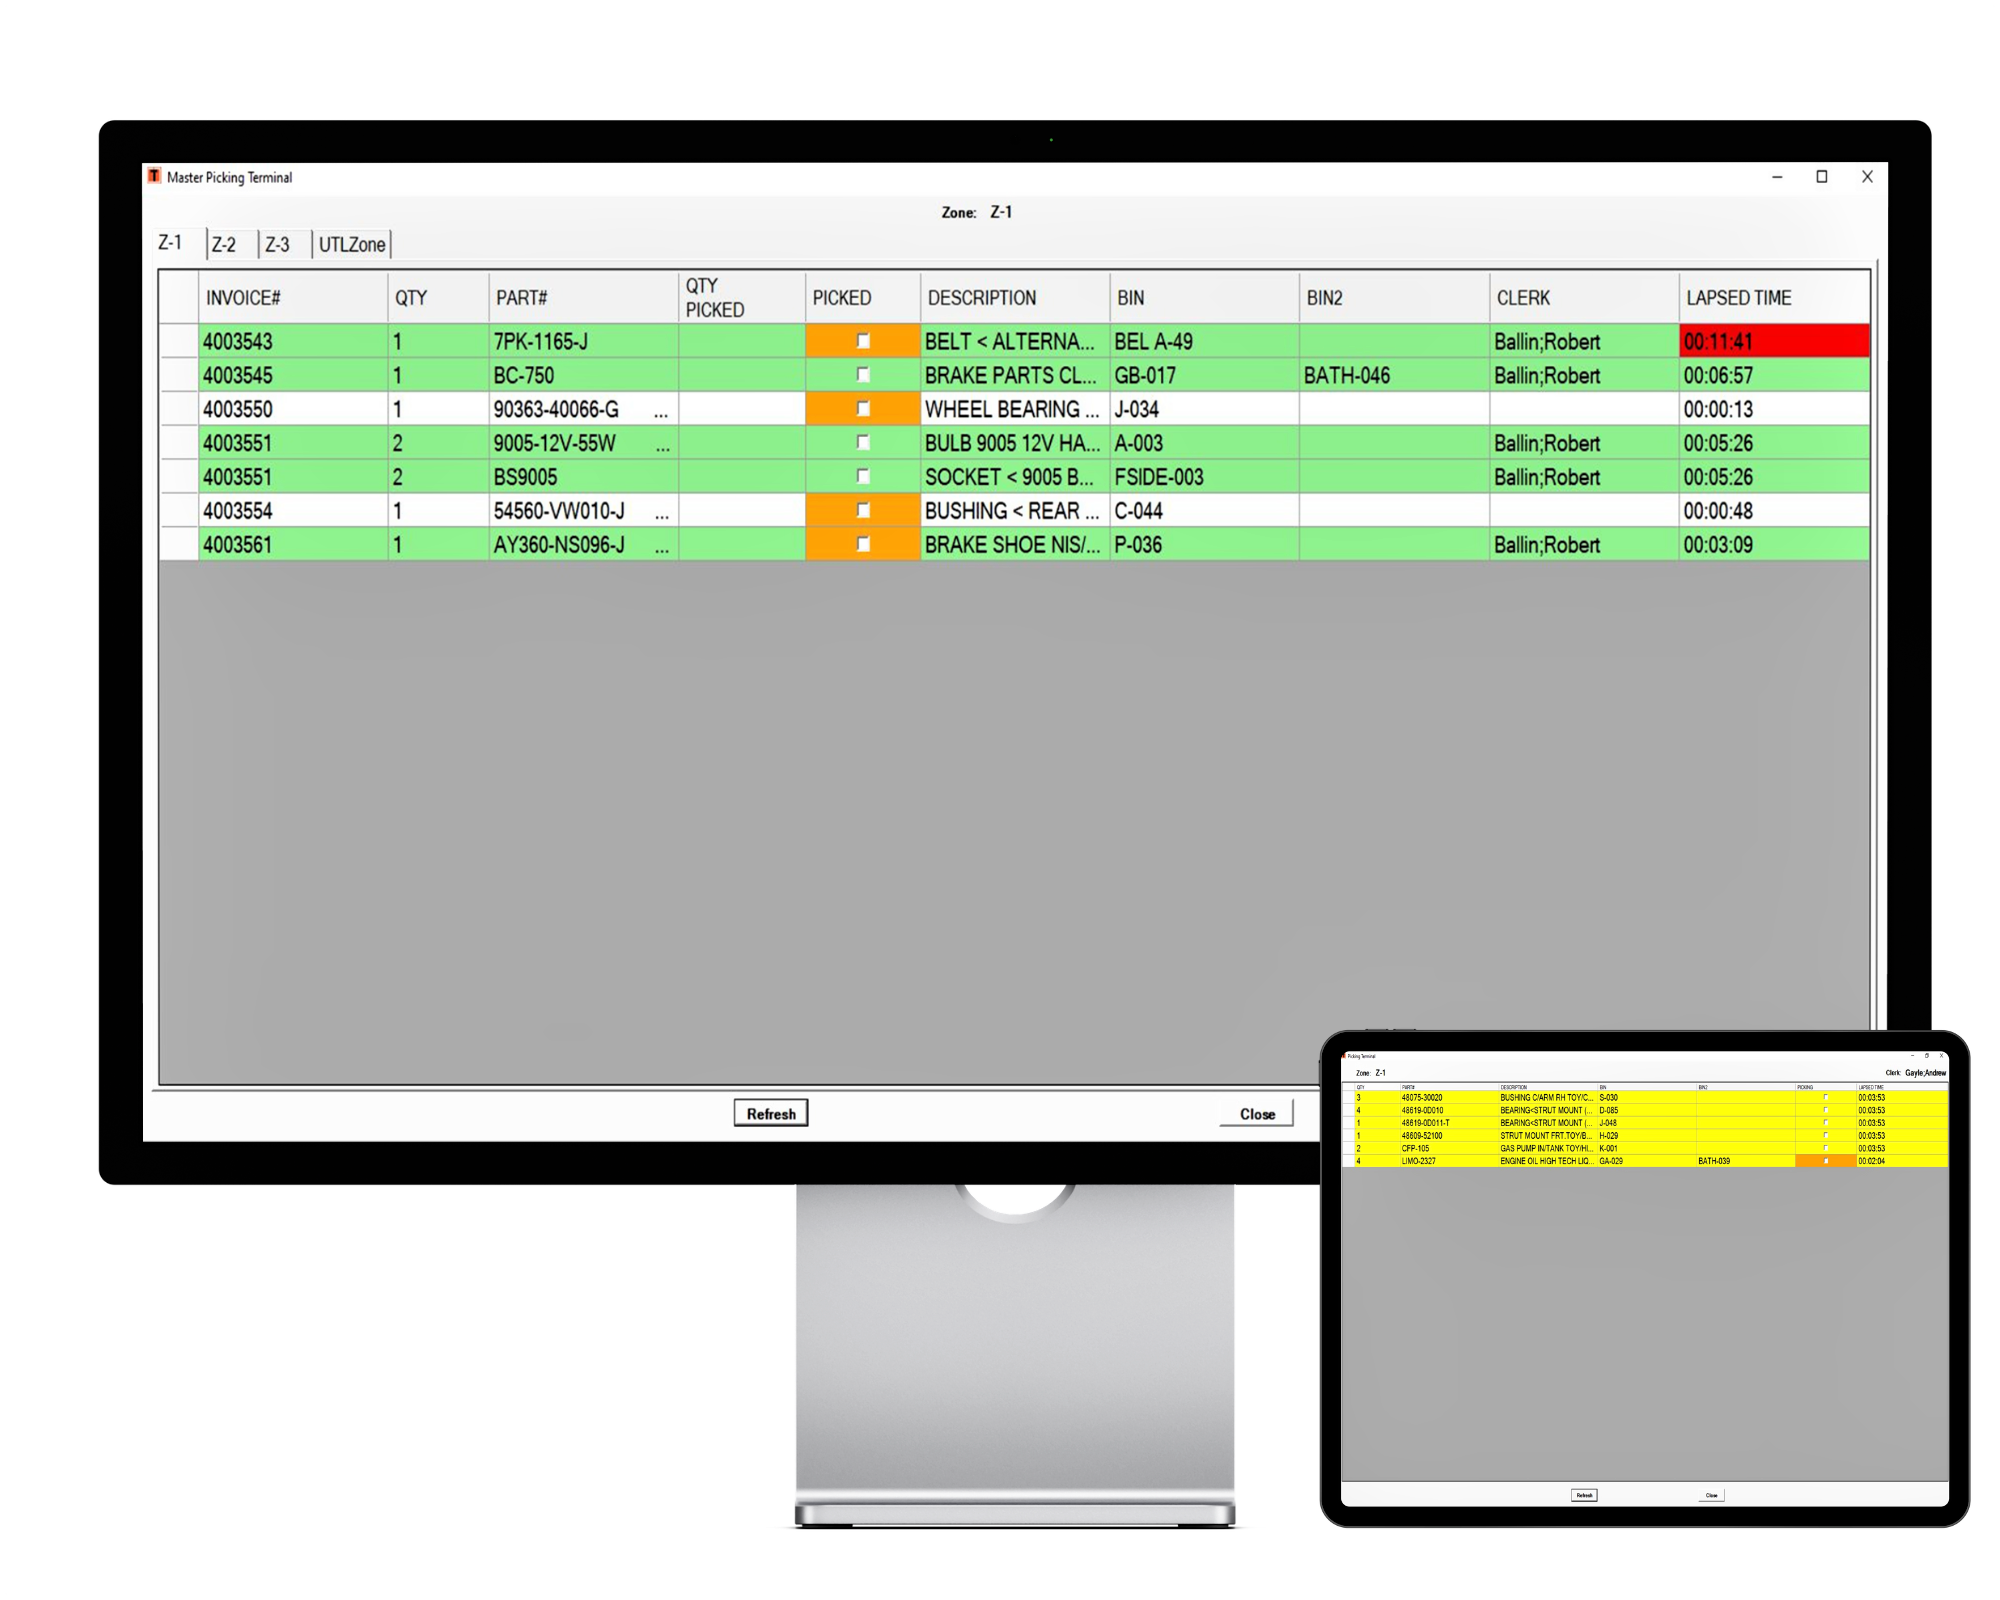 T Master Picking Terminal
Zone: Z-1
Z-1 Z-2 Z-3 UTLZone
INVOICE# QTY PART# QTY PICKED PICKED DESCRIPTION BIN BIN2 CLERK LAPSED TIME
4003543 1 7PK-1165-J BELT < ALTERNA... BEL A-49 Ballin;Robert 00:11:41
4003545 1 BC-750 BRAKE PARTS CL... GB-017 BATH-046 Ballin;Robert 00:06:57
4003550 1 90363-40066-G ... WHEEL BEARING ... J-034 00:00:13
4003551 2 9005-12V-55W ... BULB 9005 12V HA... A-003 Ballin;Robert 00:05:26
4003551 2 BS9005 SOCKET < 9005 B... FSIDE-003 Ballin;Robert 00:05:26
4003554 1 54560-VW010-J ... BUSHING < REAR ... C-044 00:00:48
4003561 1 AY360-NS096-J ... BRAKE SHOE NIS/... P-036 Ballin;Robert 00:03:09
Refresh Close
Picking Terminal
Zone: Z-1 Clerk: Gayle;Andrew
QTY PART# DESCRIPTION BIN BIN2 PICKING LAPSED TIME
3 48075-30020 BUSHING C/ARM RH TOY/C... S-030 00:03:53
4 48619-0D010 BEARING<STRUT MOUNT (... D-085 00:03:53
1 48619-0D011-T BEARING<STRUT MOUNT (... J-048 00:03:53
1 48609-52100 STRUT MOUNT FRT.TOY/B... H-029 00:03:53
2 CFP-105 GAS PUMP IN/TANK TOY/HI... K-001 00:03:53
4 LIMO-2327 ENGINE OIL HIGH TECH LIQ... GA-029 BATH-039 00:02:04
Refresh Close